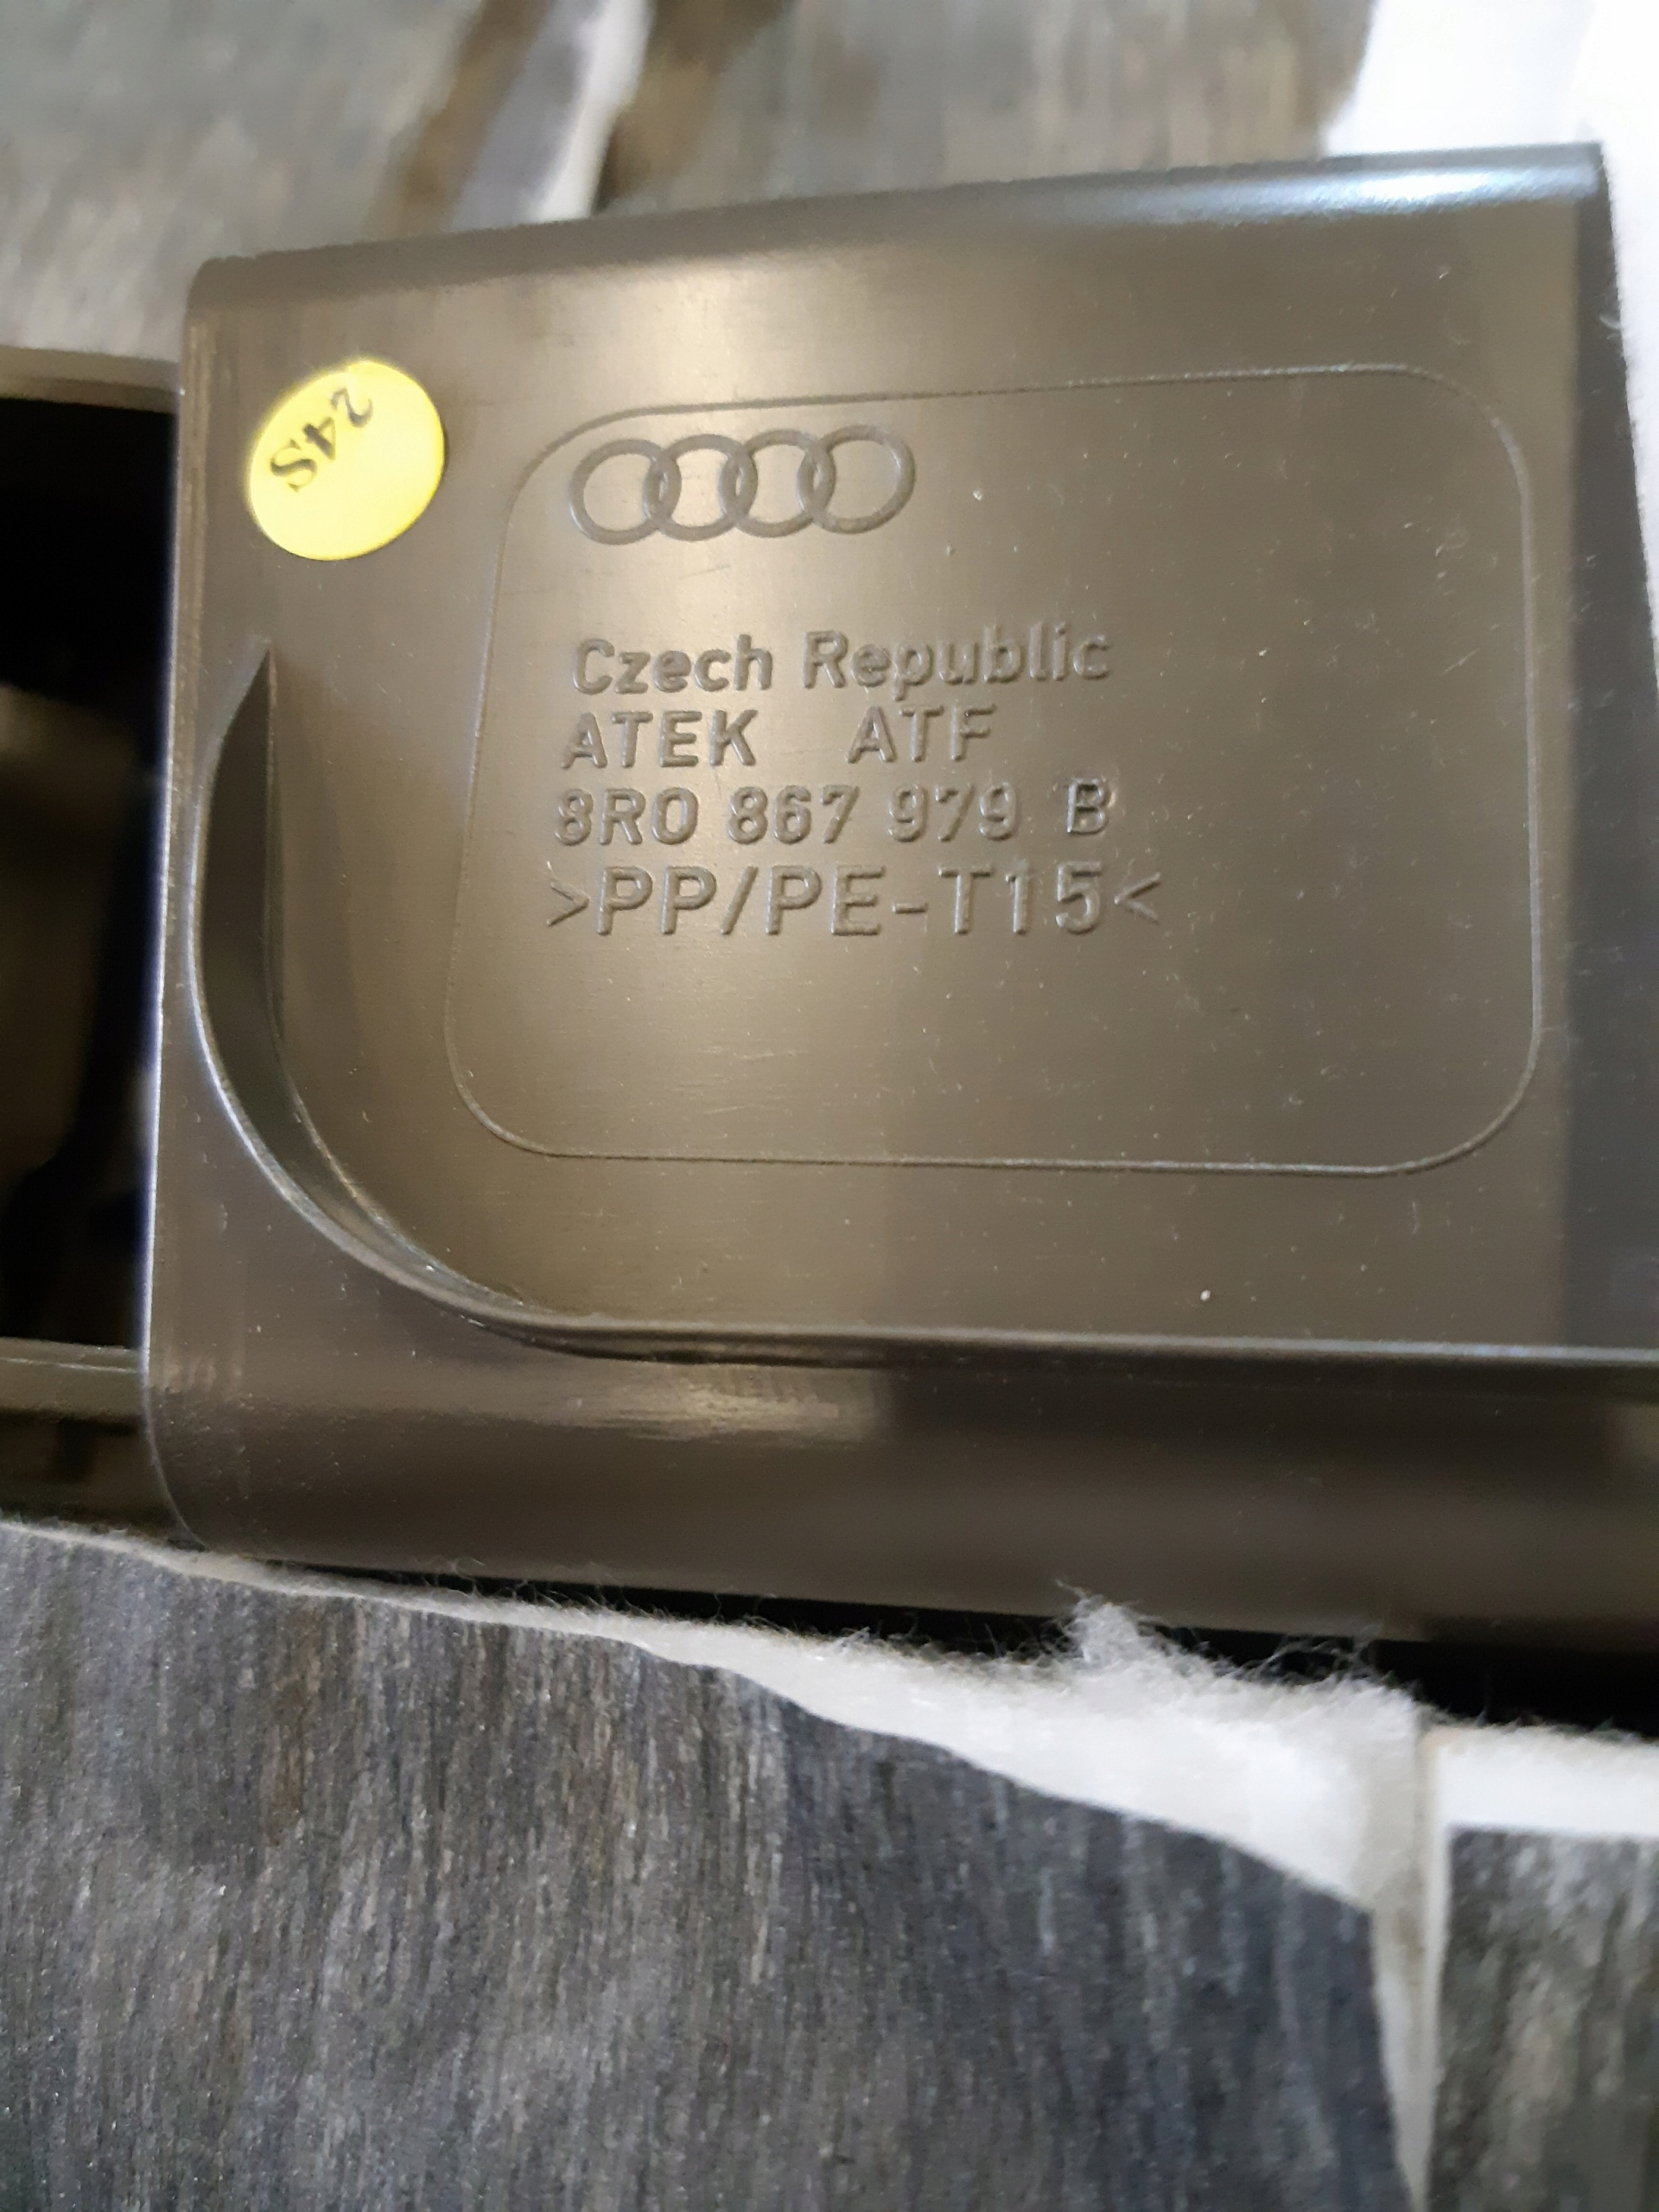 24S
Czech Republic
ATEK ATF
8R0 867 979 B
>PP/PE-T15<